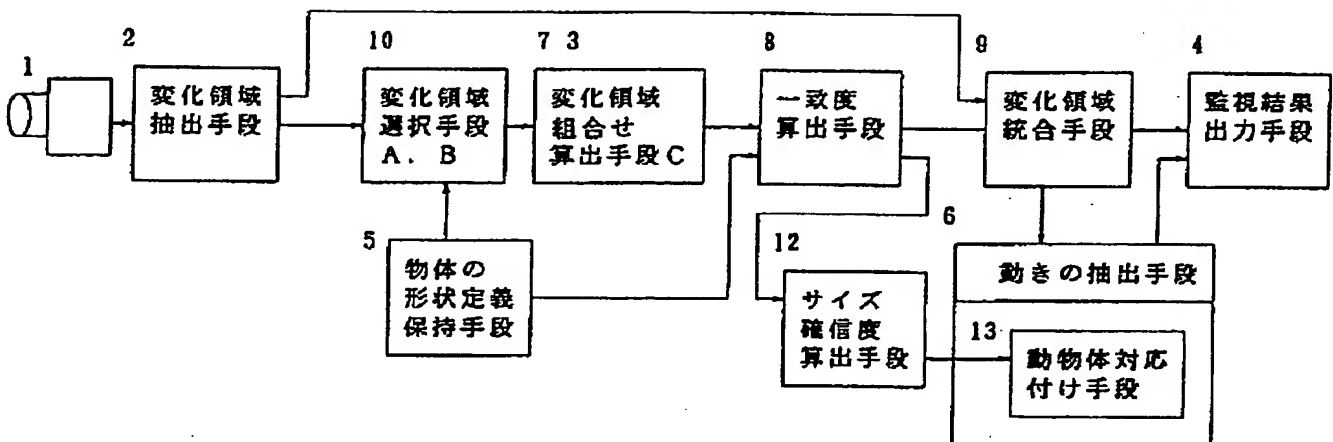 1
2
変化領域
抽出手段
10
変化領域
選択手段
A．B
7 3
変化領域
組合せ
算出手段C
8
一致度
算出手段
9
変化領域
統合手段
4
監視結果
出力手段
5
物体の
形状定義
保持手段
12
サイズ
確信度
算出手段
6
動きの抽出手段
13
動物体対応
付け手段